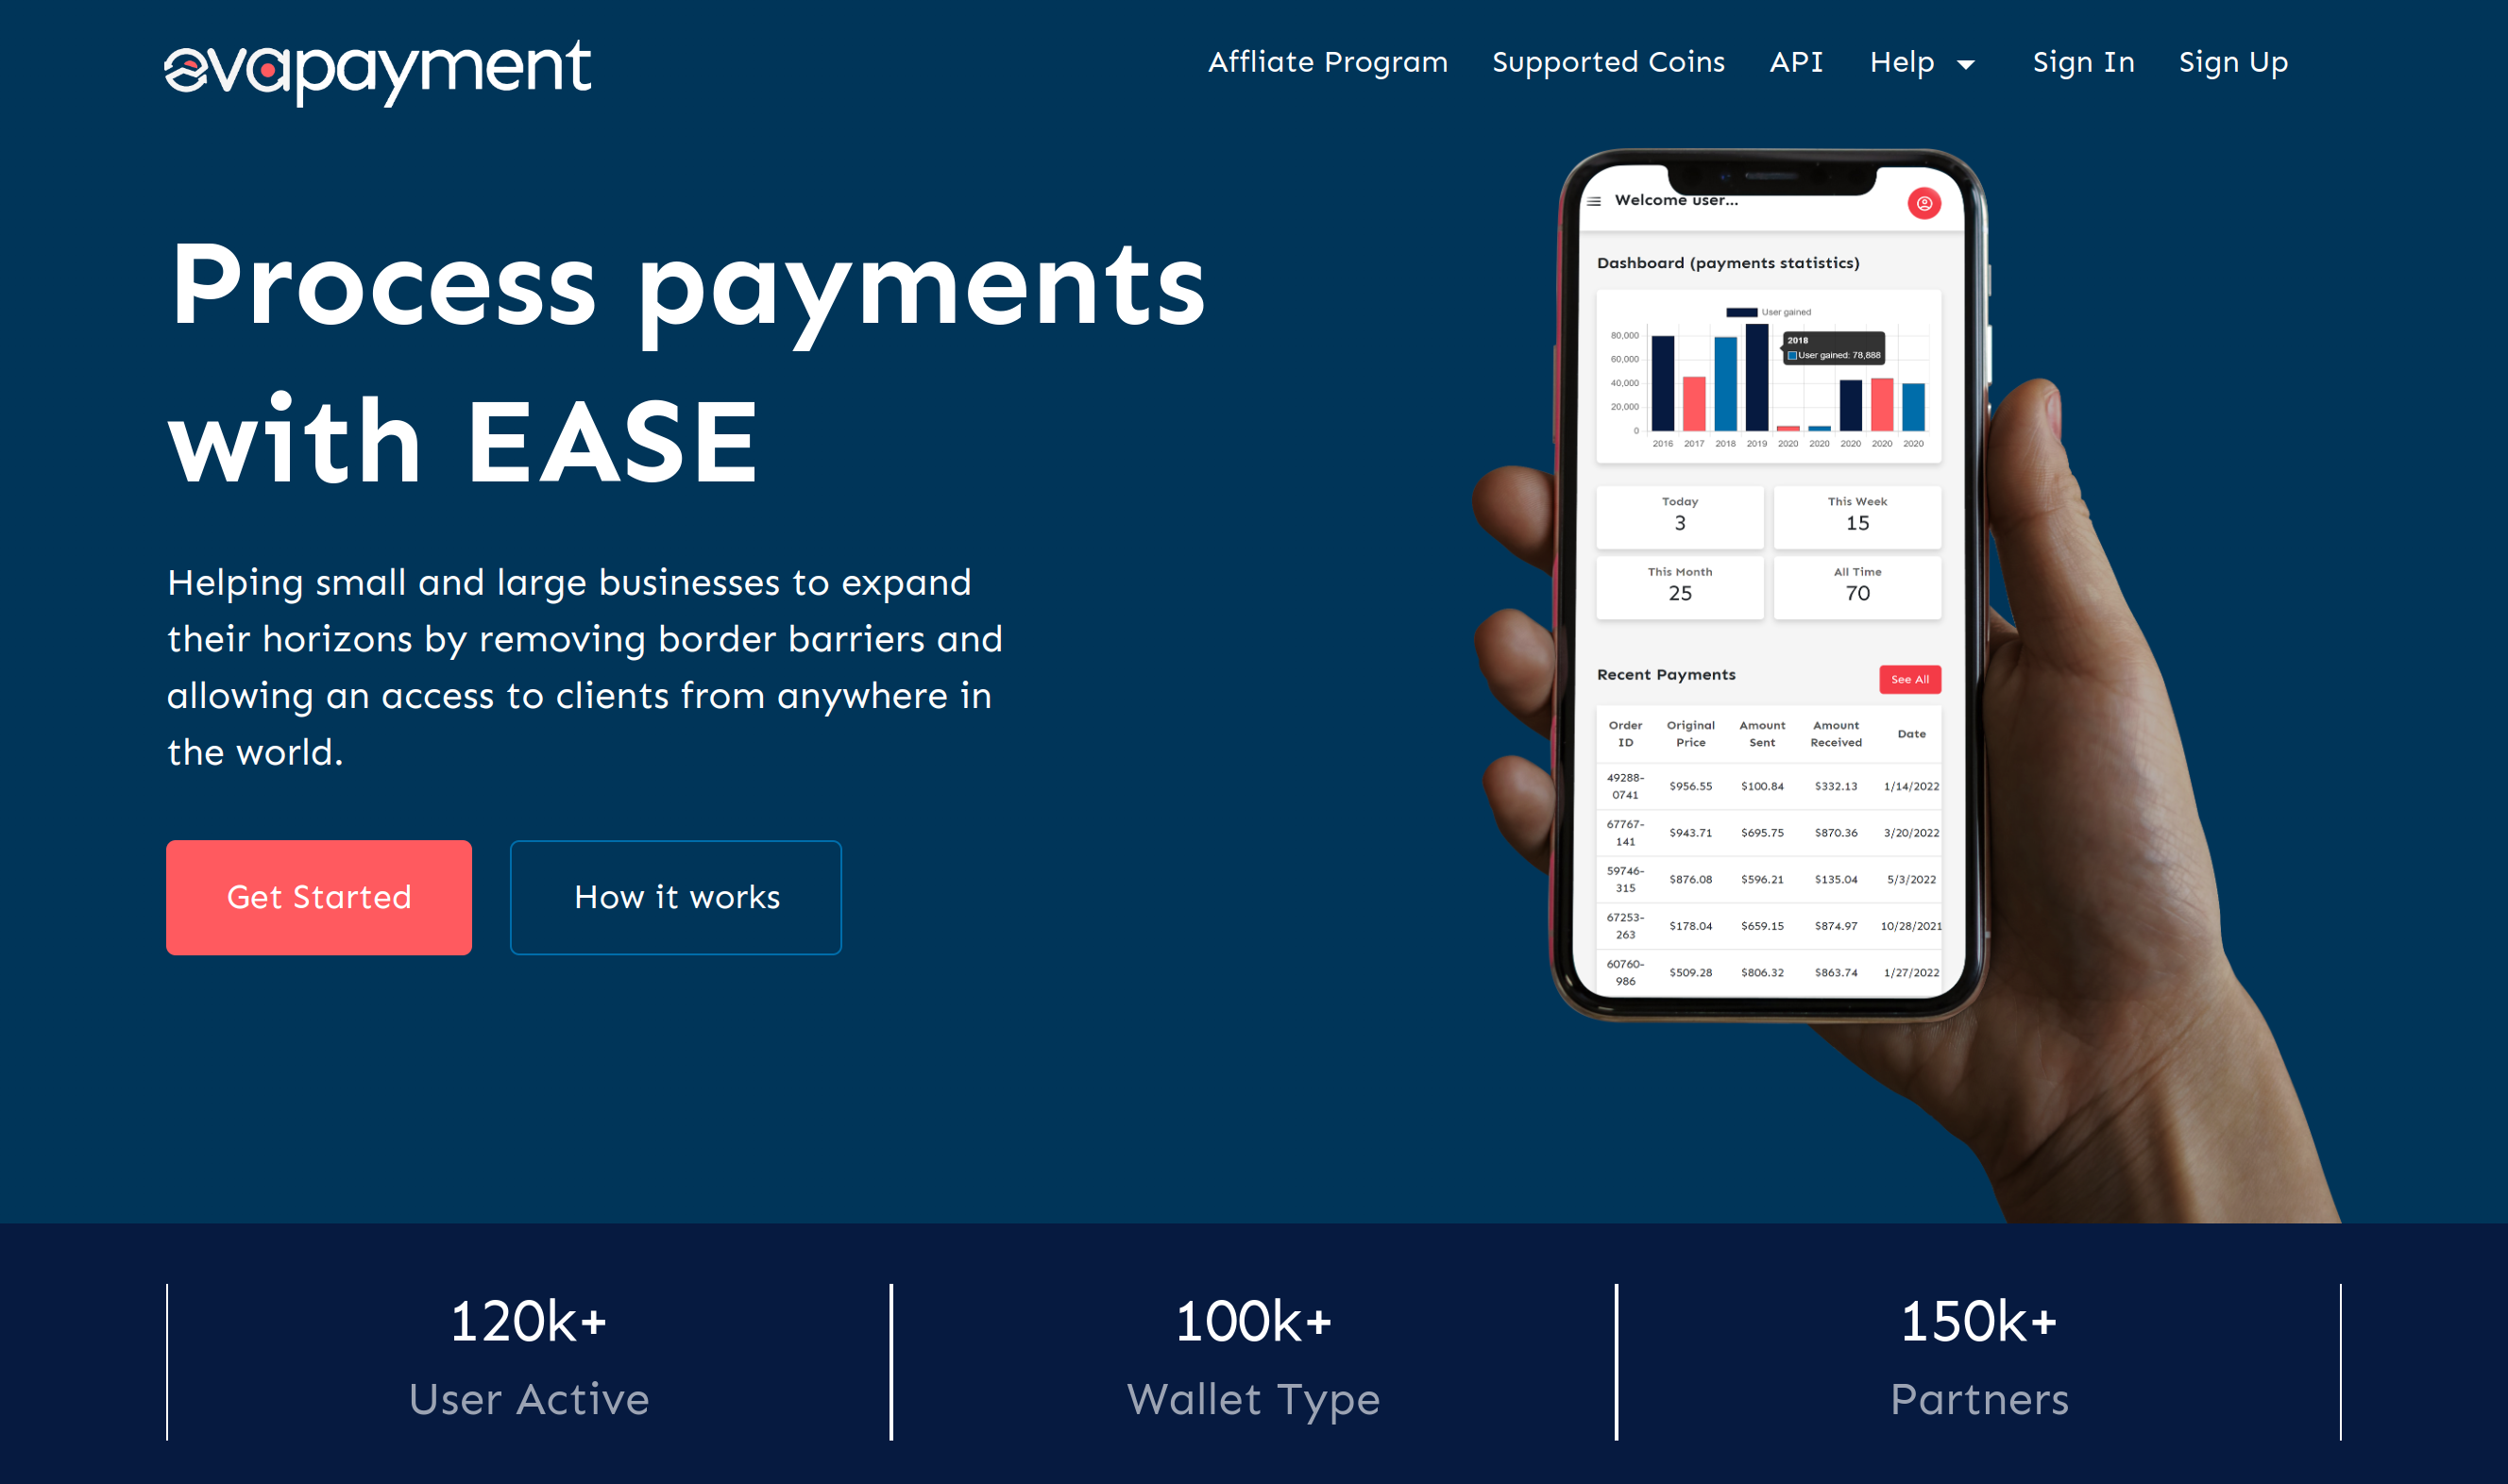 evapayment
Affliate Program
Supported Coins
API
Help
Sign In
Sign Up
Process payments
with EASE
Helping small and large businesses to expand
their horizons by removing border barriers and
allowing an access to clients from anywhere in
the world.
Get Started
How it works
Welcome user...
Dashboard (payments statistics)
User gained
80,000
60,000
40,000
20,000
0
2018
User gained: 78,888
2016 2017 2018 2019 2020 2020 2020 2020 2020
Today
3
This Week
15
This Month
25
All Time
70
Recent Payments
See All
Order ID Original Price Amount Sent Amount Received Date
49288-0741 $956.55 $100.84 $332.13 1/14/2022
67767-141 $943.71 $695.75 $870.36 3/20/2022
59746-315 $876.08 $596.21 $135.04 5/3/2022
67253-263 $178.04 $659.15 $874.97 10/28/2021
60760-986 $509.28 $806.32 $863.74 1/27/2022
120k+
User Active
100k+
Wallet Type
150k+
Partners